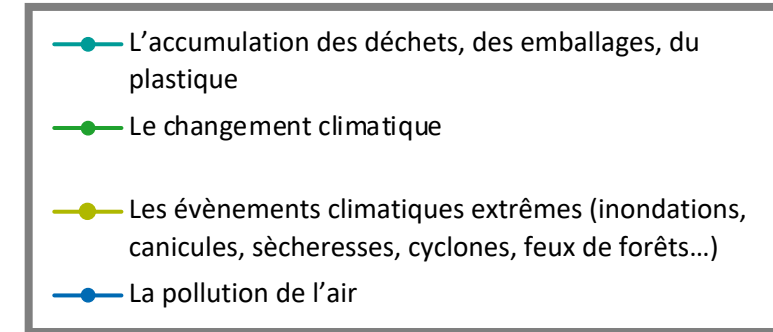 L’accumulation des déchets, des emballages, du
plastique
Le changement climatique
Les évènements climatiques extrêmes (inondations,
canicules, sècheresses, cyclones, feux de forêts…)
La pollution de l’air